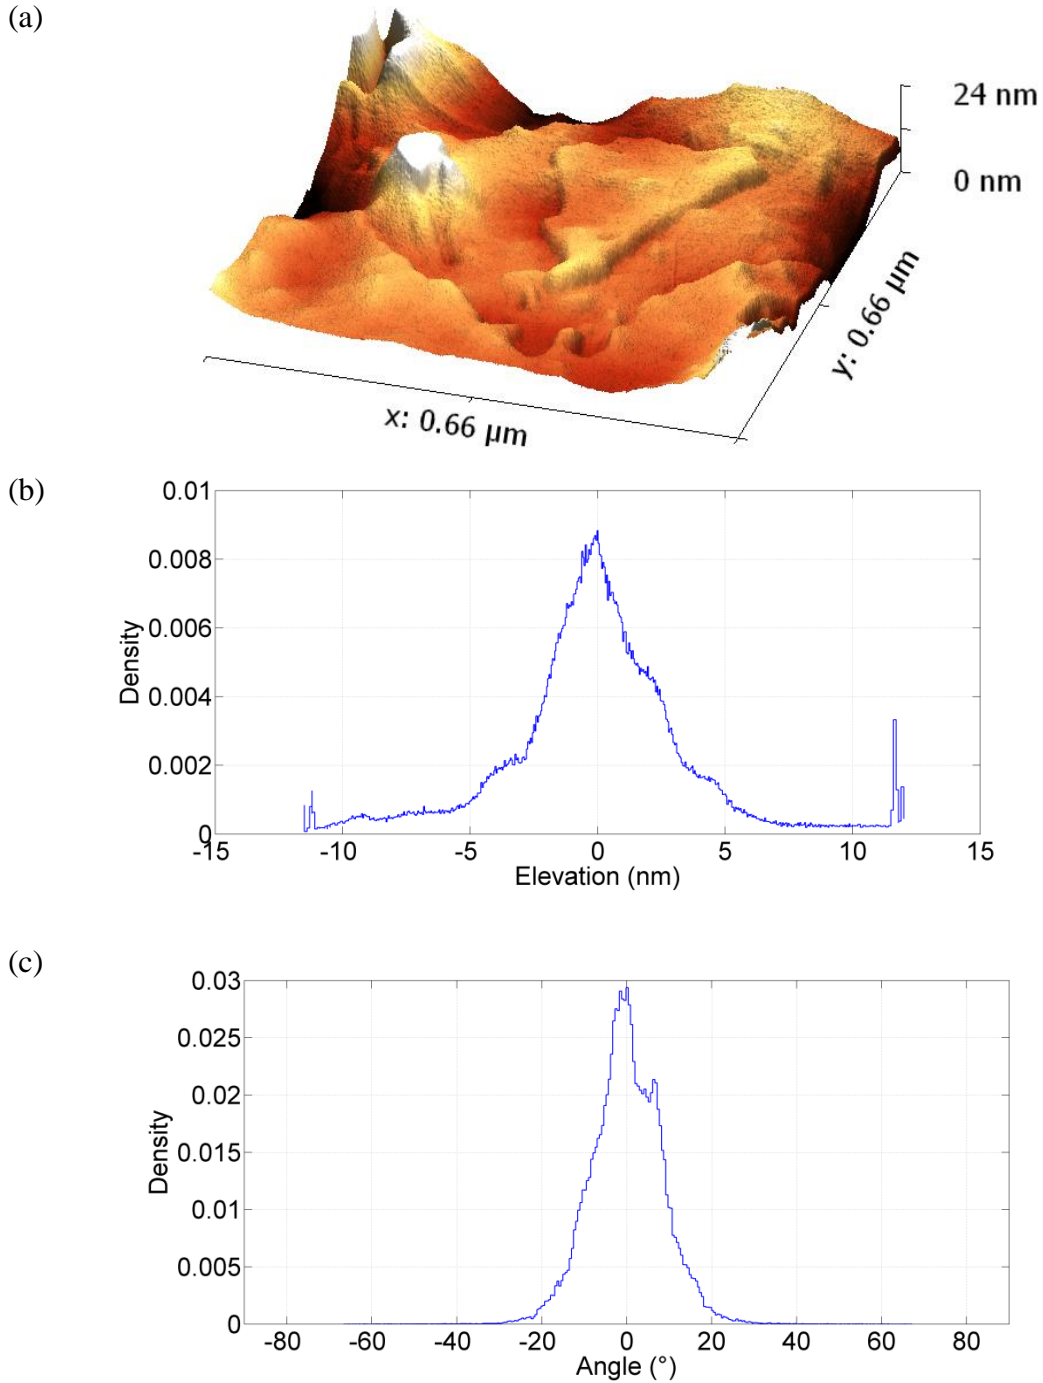 (a)
24 nm
0 nm
y: 0.66 µm
x: 0.66 µm
(b)
0.01
0.008
0.006
0.004
0.002
0
Density
-15 -10 -5 0 5 10 15
Elevation (nm)
(c)
0.03
0.025
0.02
0.015
0.01
0.005
0
Density
-80 -60 -40 -20 0 20 40 60 80
Angle (°)